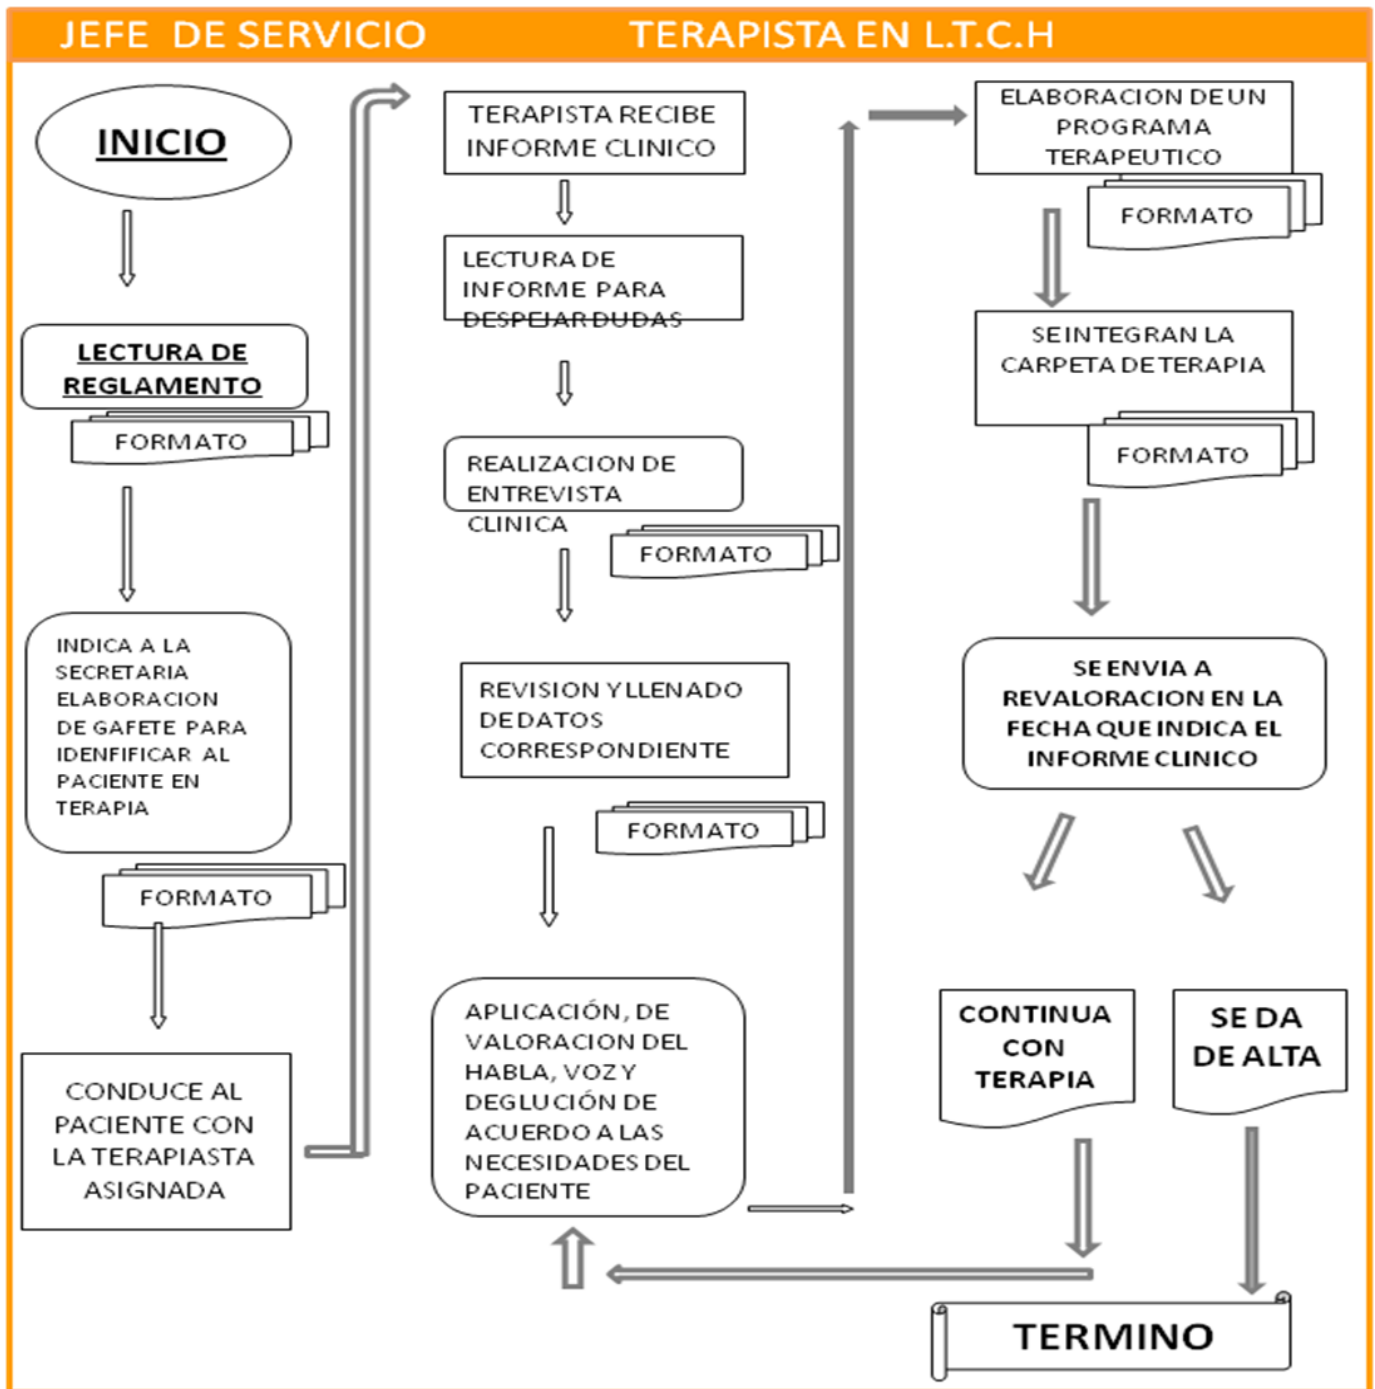 JEFE DE SERVICIO
TERAPISTA EN L.T.C.H
INICIO
LECTURA DE
REGLAMENTO
FORMATO
INDICA A LA
SECRETARIA
ELABORACION
DE GAFETE PARA
IDENFIFICAR AL
PACIENTE EN
TERAPIA
FORMATO
CONDUCE AL
PACIENTE CON
LA TERAPIASTA
ASIGNADA
TERAPISTA RECIBE
INFORME CLINICO
LECTURA DE
INFORME PARA
DESPEJAR DUDAS
REALIZACION DE
ENTREVISTA
CLINICA
FORMATO
REVISION Y LLENADO
DE DATOS
CORRESPONDIENTE
FORMATO
APLICACIÓN, DE
VALORACION DEL
HABLA, VOZ Y
DEGLUCIÓN DE
ACUERDO A LAS
NECESIDADES DEL
PACIENTE
ELABORACION DE UN
PROGRAMA
TERAPEUTICO
FORMATO
SE INTEGRAN LA
CARPETA DE TERAPIA
FORMATO
SE ENVIA A
REVALORACION EN LA
FECHA QUE INDICA EL
INFORME CLINICO
CONTINUA
CON
TERAPIA
SE DA
DE ALTA
TERMINO